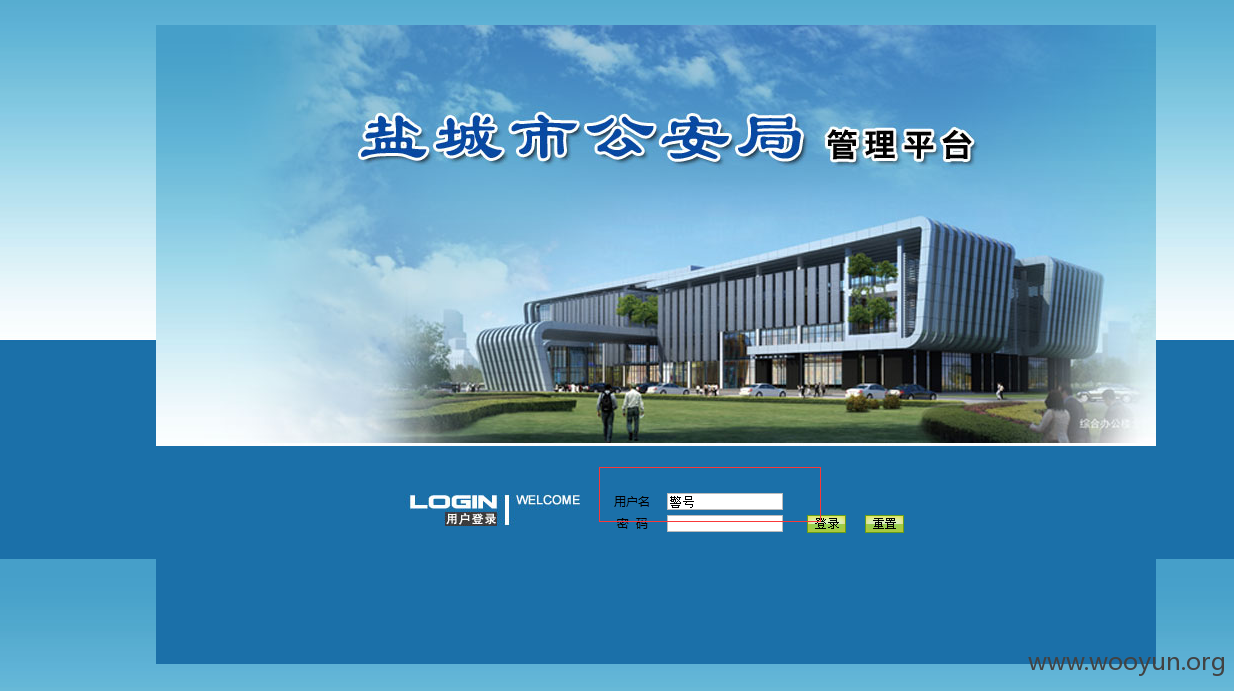 盐城市公安局 管理平台
综合办公楼
LOGIN WELCOME
用户登录
用户名 警号
密 码 登录 重置
www.wooyun.org